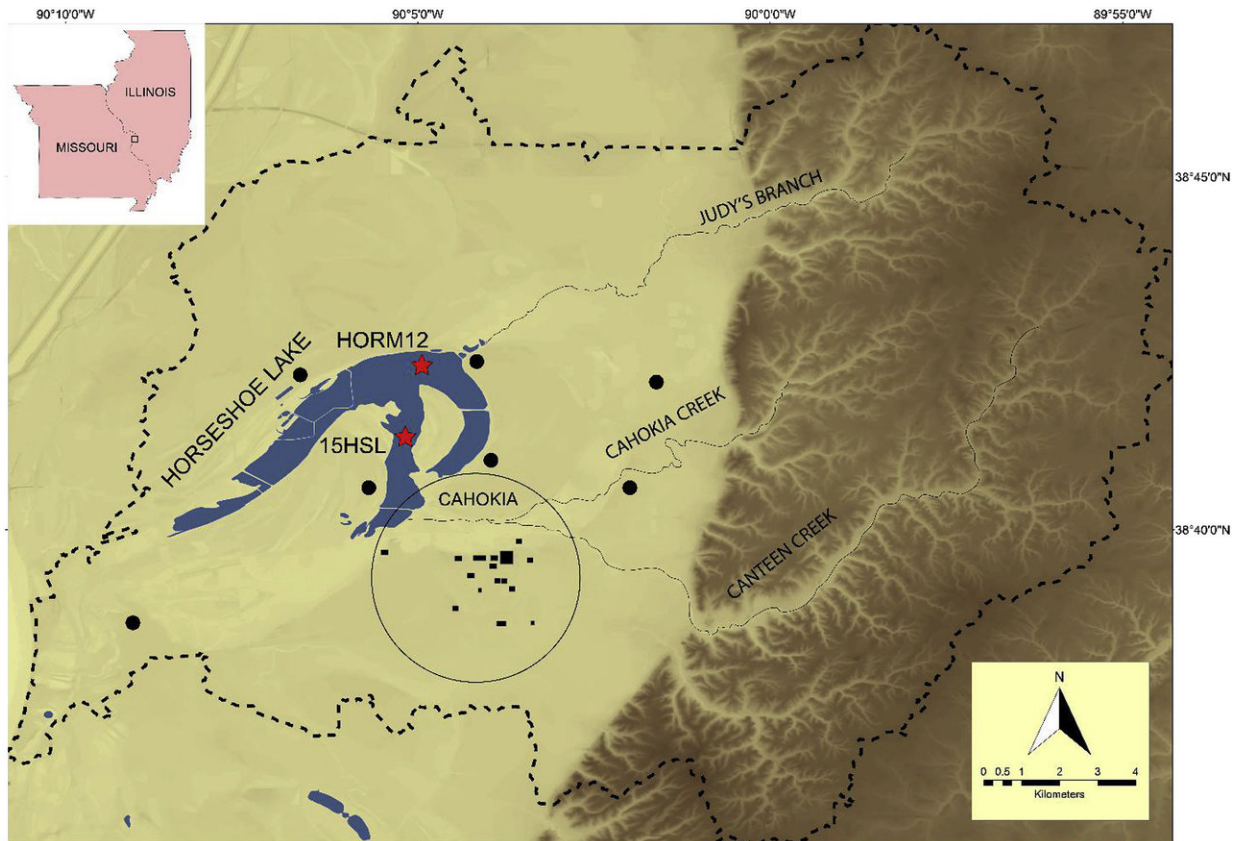 90°10'0"W
90°5'0"W
90°0'0"W
89°55'0"W
ILLINOIS
MISSOURI
38°45'0"N
JUDY'S BRANCH
HORM12
HORSESHOE LAKE
15HSL
CAHOKIA CREEK
CAHOKIA
38°40'0"N
CANTEEN CREEK
N
0 0.5 1 2 3 4
Kilometers